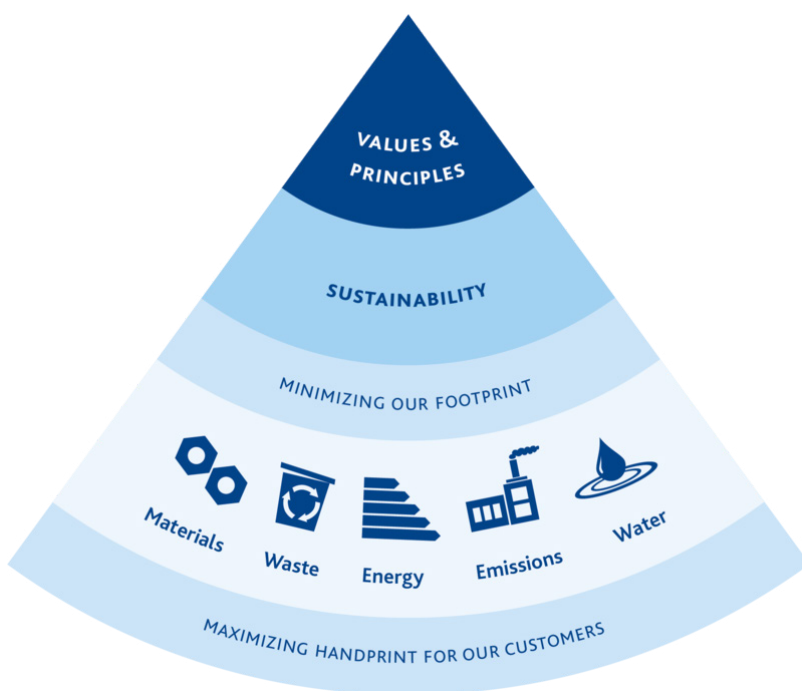 VALUES &
PRINCIPLES
SUSTAINABILITY
MINIMIZING OUR FOOTPRINT
Materials
Waste
Energy
Emissions
Water
MAXIMIZING HANDPRINT FOR OUR CUSTOMERS